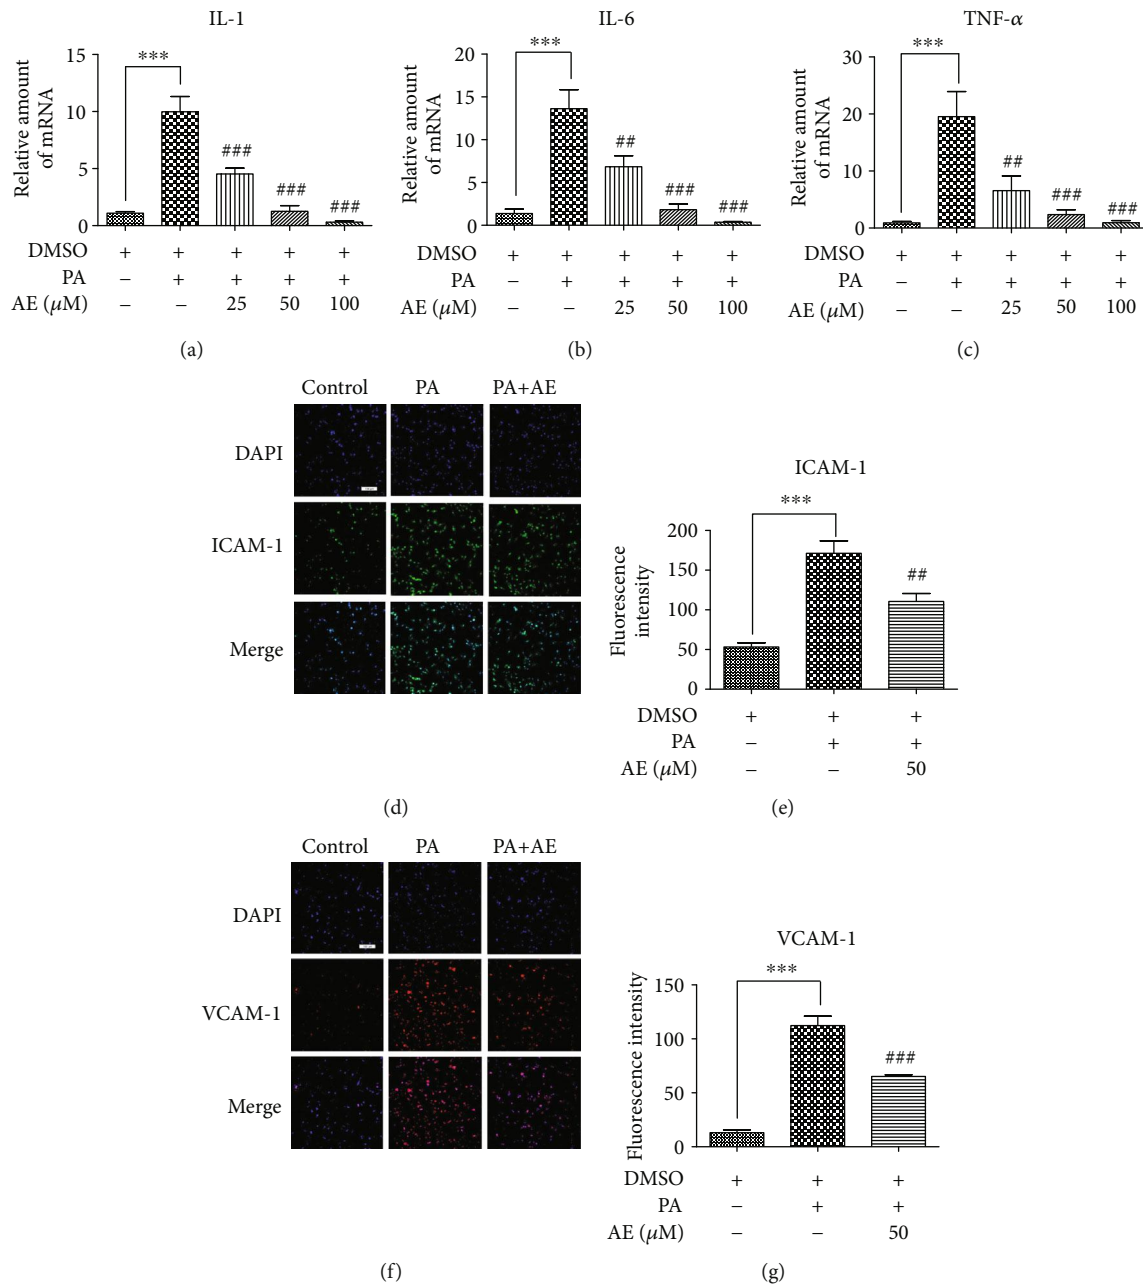 IL-1
Relative amount
of mRNA
15
10
5
0
***
###
###
###
DMSO + + + + +
PA − + + + +
AE (μM) − − 25 50 100
(a)
IL-6
Relative amount
of mRNA
20
15
10
5
0
***
##
###
###
DMSO + + + + +
PA − + + + +
AE (μM) − − 25 50 100
(b)
TNF-α
Relative amount
of mRNA
30
20
10
0
***
##
###
###
DMSO + + + + +
PA − + + + +
AE (μM) − − 25 50 100
(c)
Control PA PA+AE
DAPI
ICAM-1
Merge
(d)
ICAM-1
Fluorescence
intensity
200
150
100
50
0
***
##
DMSO + + +
PA − + +
AE (μM) − − 50
(e)
Control PA PA+AE
DAPI
VCAM-1
Merge
(f)
VCAM-1
Fluorescence intensity
150
100
50
0
***
###
DMSO + + +
PA − + +
AE (μM) − − 50
(g)